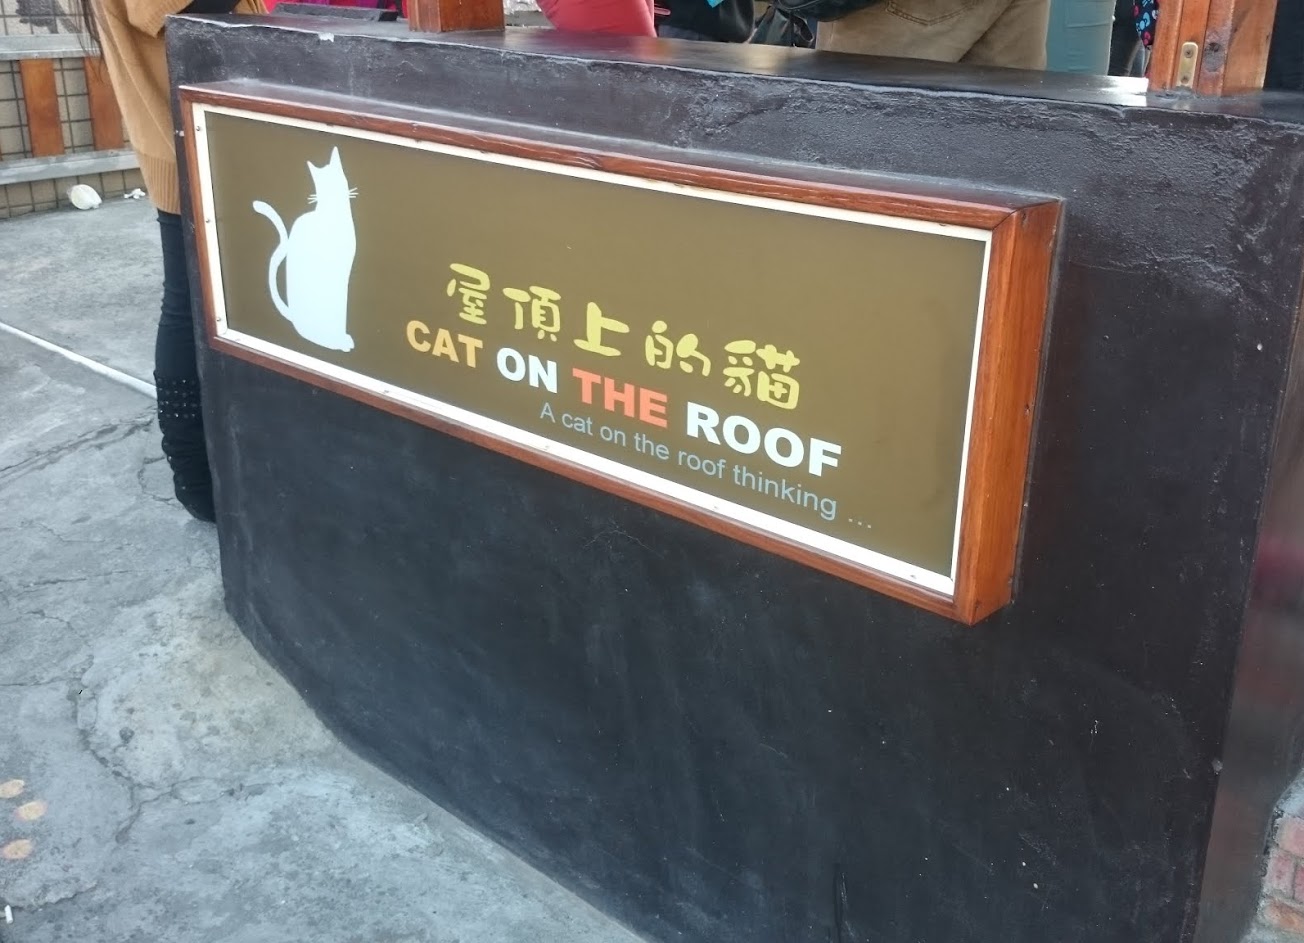 屋頂上的貓
CAT ON THE ROOF
A cat on the roof thinking ...